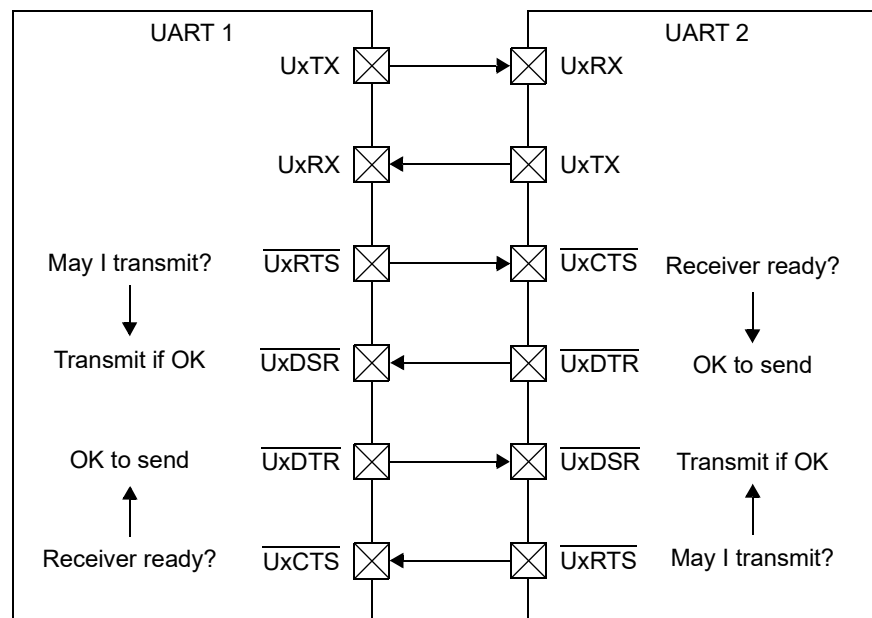 UART 1 UART 2
UxTX UxRX
UxRX UxTX
May I transmit? UxRTS UxCTS Receiver ready?
Transmit if OK UxDSR UxDTR OK to send
OK to send UxDTR UxDSR Transmit if OK
Receiver ready? UxCTS UxRTS May I transmit?